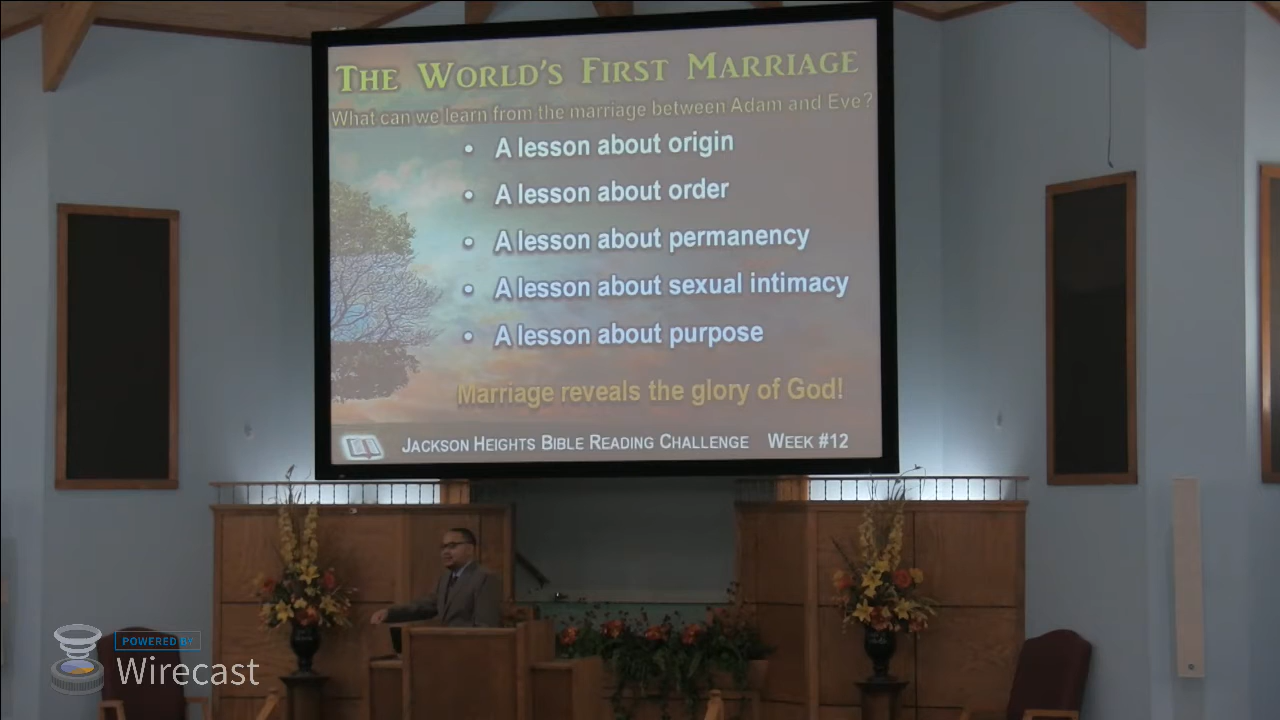 THE WORLD'S FIRST MARRIAGE
What can we learn from the marriage between Adam and Eve?
• A lesson about origin
• A lesson about order
• A lesson about permanency
• A lesson about sexual intimacy
• A lesson about purpose
Marriage reveals the glory of God!
JACKSON HEIGHTS BIBLE READING CHALLENGE WEEK #12
POWERED BY
Wirecast